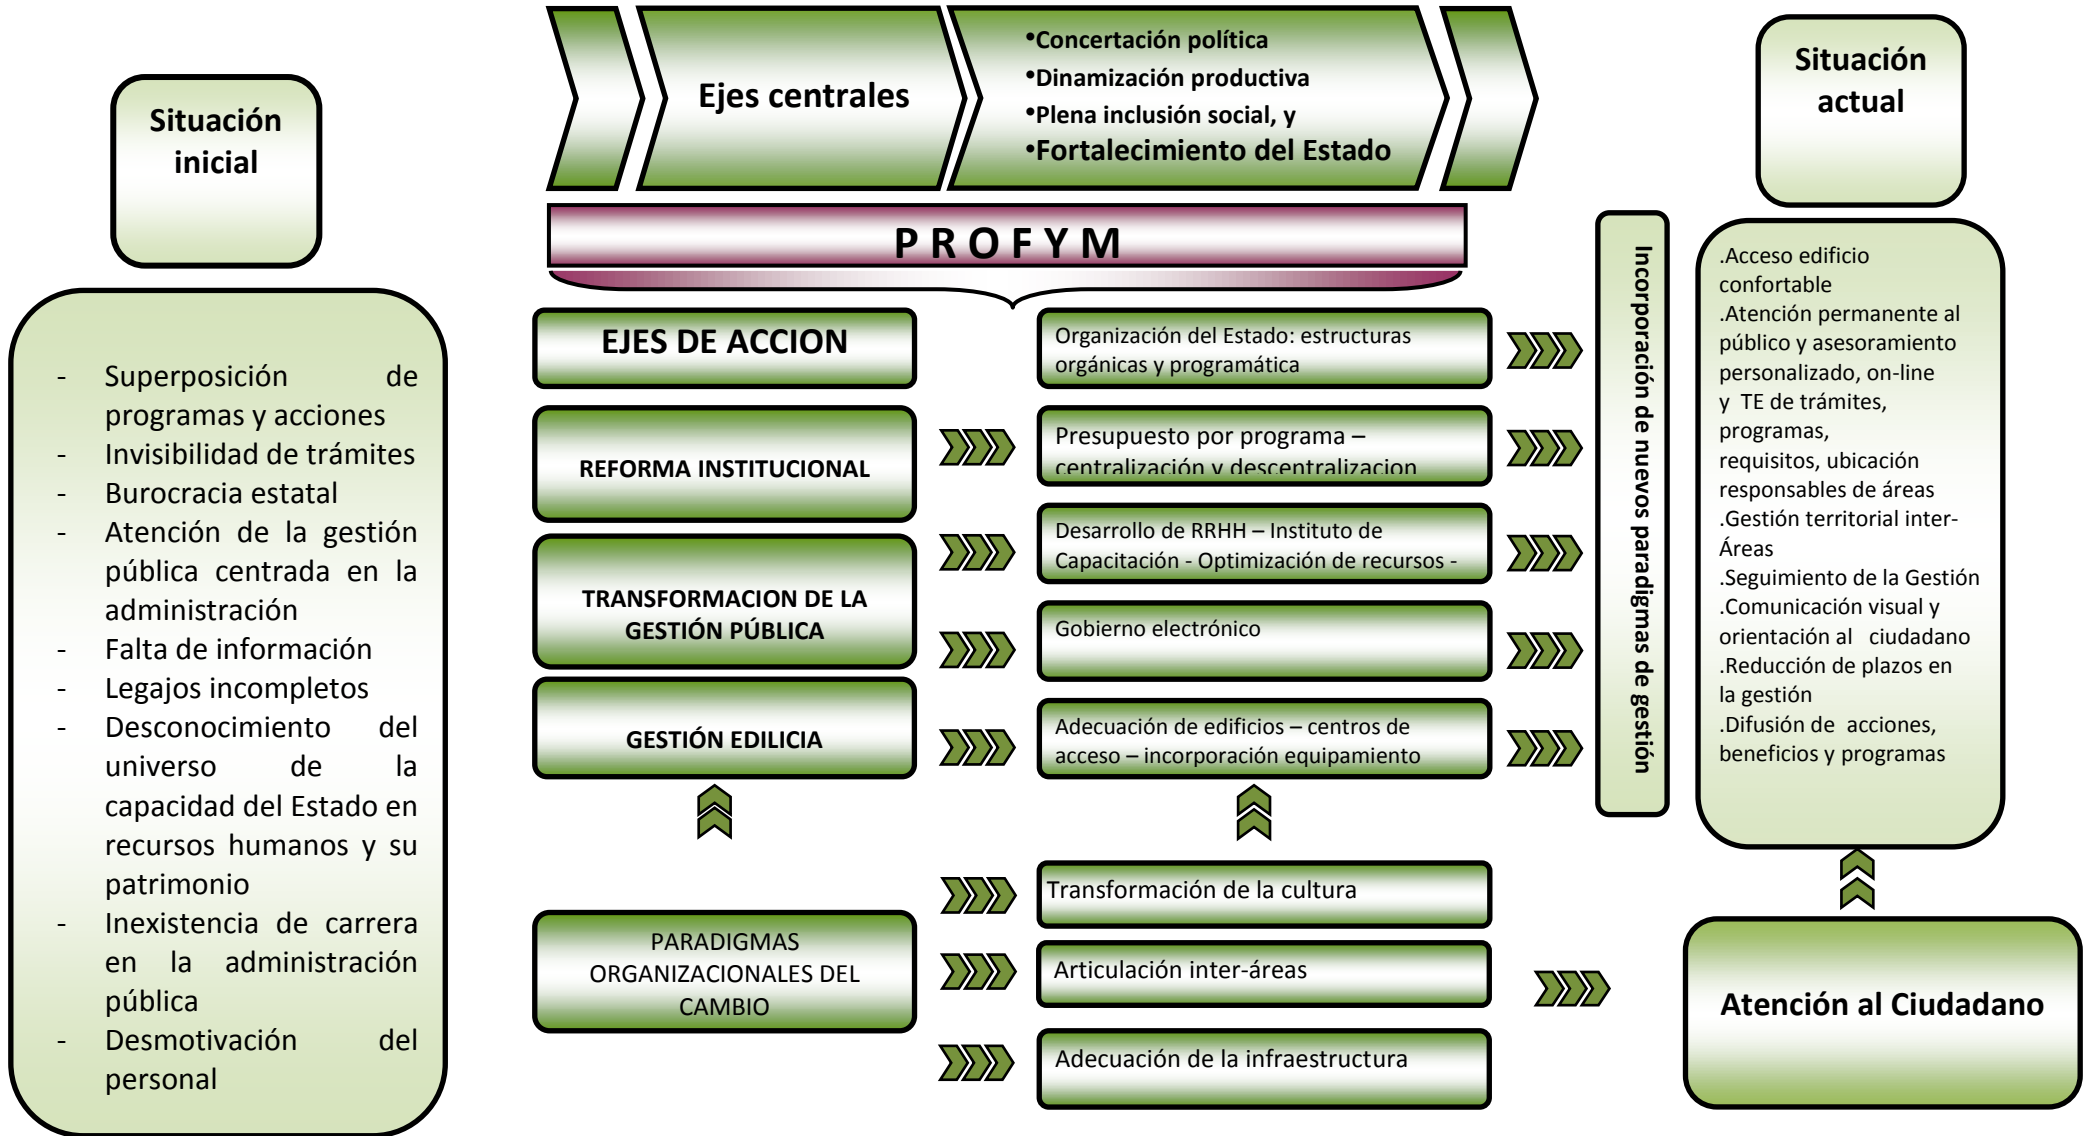 Situación
inicial
- Superposición de
programas y acciones
- Invisibilidad de trámites
- Burocracia estatal
- Atención de la gestión
pública centrada en la
administración
- Falta de información
- Legajos incompletos
- Desconocimiento del
universo de la
capacidad del Estado en
recursos humanos y su
patrimonio
- Inexistencia de carrera
en la administración
pública
- Desmotivación del
personal
Ejes centrales
•Concertación política
•Dinamización productiva
•Plena inclusión social, y
•Fortalecimiento del Estado
P R O F Y M
EJES DE ACCION
REFORMA INSTITUCIONAL
TRANSFORMACION DE LA
GESTIÓN PÚBLICA
GESTIÓN EDILICIA
Organización del Estado: estructuras
orgánicas y programática
Presupuesto por programa –
centralización y descentralizacion
Desarrollo de RRHH – Instituto de
Capacitación - Optimización de recursos -
Gobierno electrónico
Adecuación de edificios – centros de
acceso – incorporación equipamiento
PARADIGMAS
ORGANIZACIONALES DEL
CAMBIO
Transformación de la cultura
Articulación inter-áreas
Adecuación de la infraestructura
Incorporación de nuevos paradigmas de gestión
Situación
actual
.Acceso edificio
confortable
.Atención permanente al
público y asesoramiento
personalizado, on-line
y TE de trámites,
programas,
requisitos, ubicación
responsables de áreas
.Gestión territorial inter-
Áreas
.Seguimiento de la Gestión
.Comunicación visual y
orientación al ciudadano
.Reducción de plazos en
la gestión
.Difusión de acciones,
beneficios y programas
Atención al Ciudadano